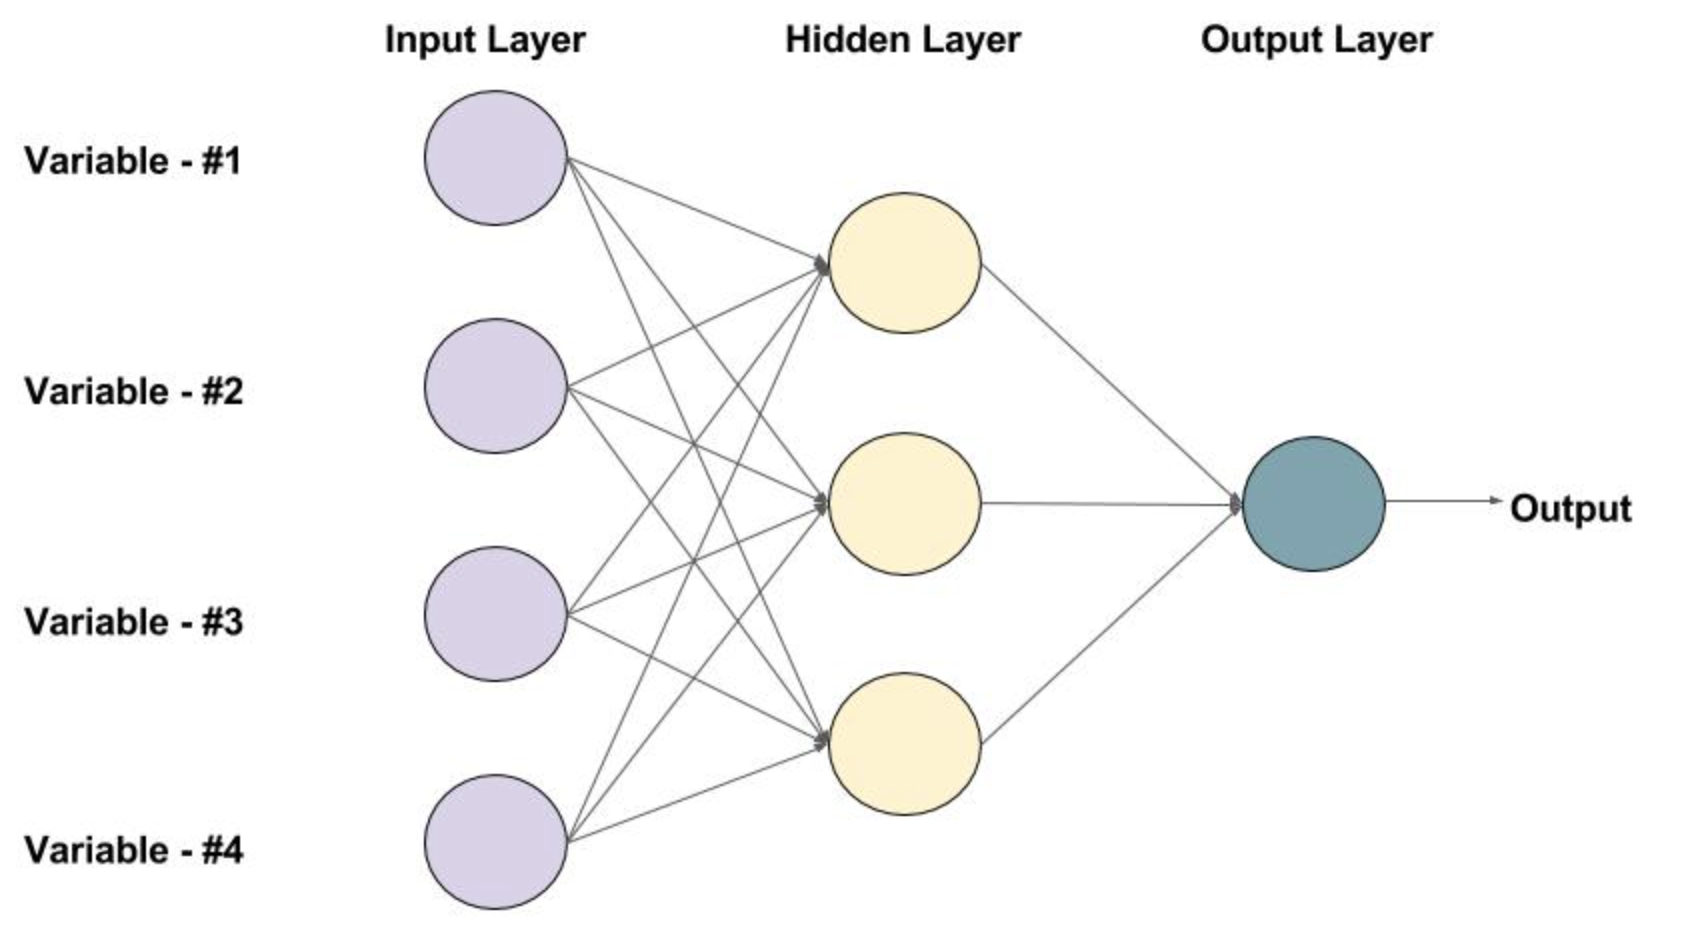 Input Layer
Hidden Layer
Output Layer
Variable - #1
Variable - #2
Variable - #3
Variable - #4
Output